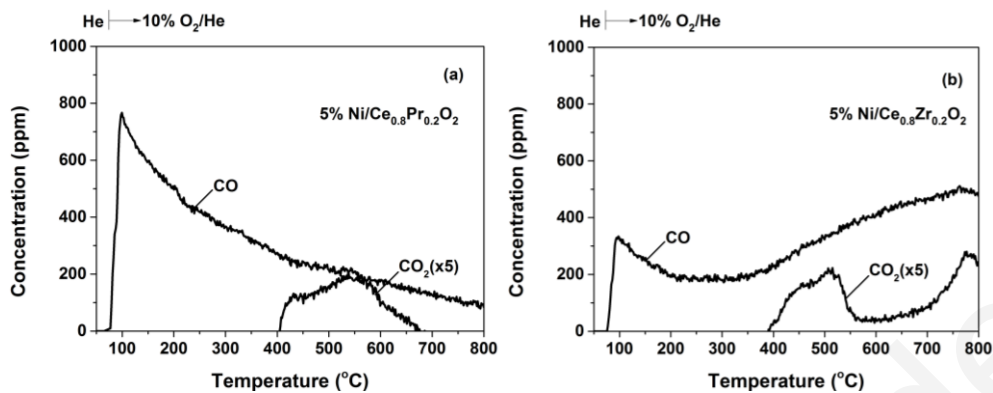 He → 10% O₂/He
1000
800
600
400
200
0
Concentration (ppm)
(a)
5% Ni/Ce₀.₈Pr₀.₂O₂
CO
CO₂(x5)
100 200 300 400 500 600 700 800
Temperature (°C)
He → 10% O₂/He
1000
800
600
400
200
0
Concentration (ppm)
(b)
5% Ni/Ce₀.₈Zr₀.₂O₂
CO
CO₂(x5)
100 200 300 400 500 600 700 800
Temperature (°C)